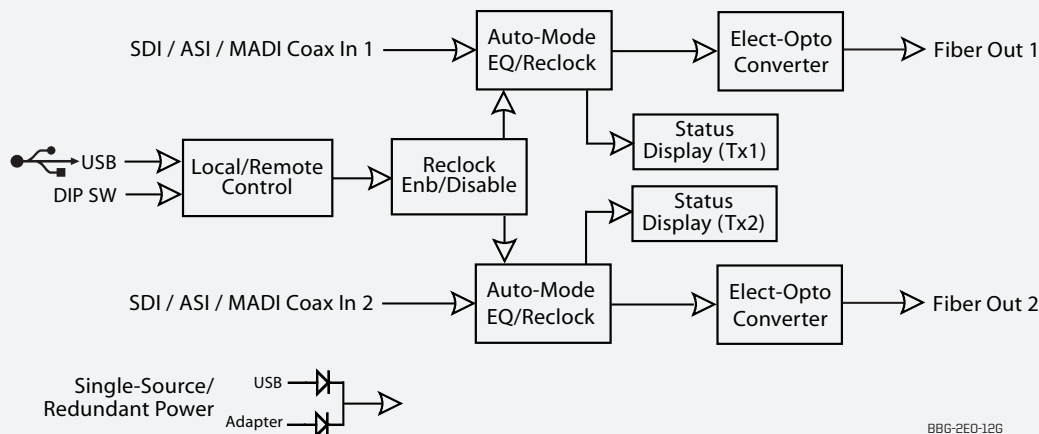 SDI / ASI / MADI Coax In 1
Auto-Mode
EQ/Reclock
Elect-Opto
Converter
Fiber Out 1
Status
Display (Tx1)
USB
DIP SW
Local/Remote
Control
Reclock
Enb/Disable
Status
Display (Tx2)
SDI / ASI / MADI Coax In 2
Auto-Mode
EQ/Reclock
Elect-Opto
Converter
Fiber Out 2
Single-Source/
Redundant Power
USB
Adapter
BBG-2EO-12G